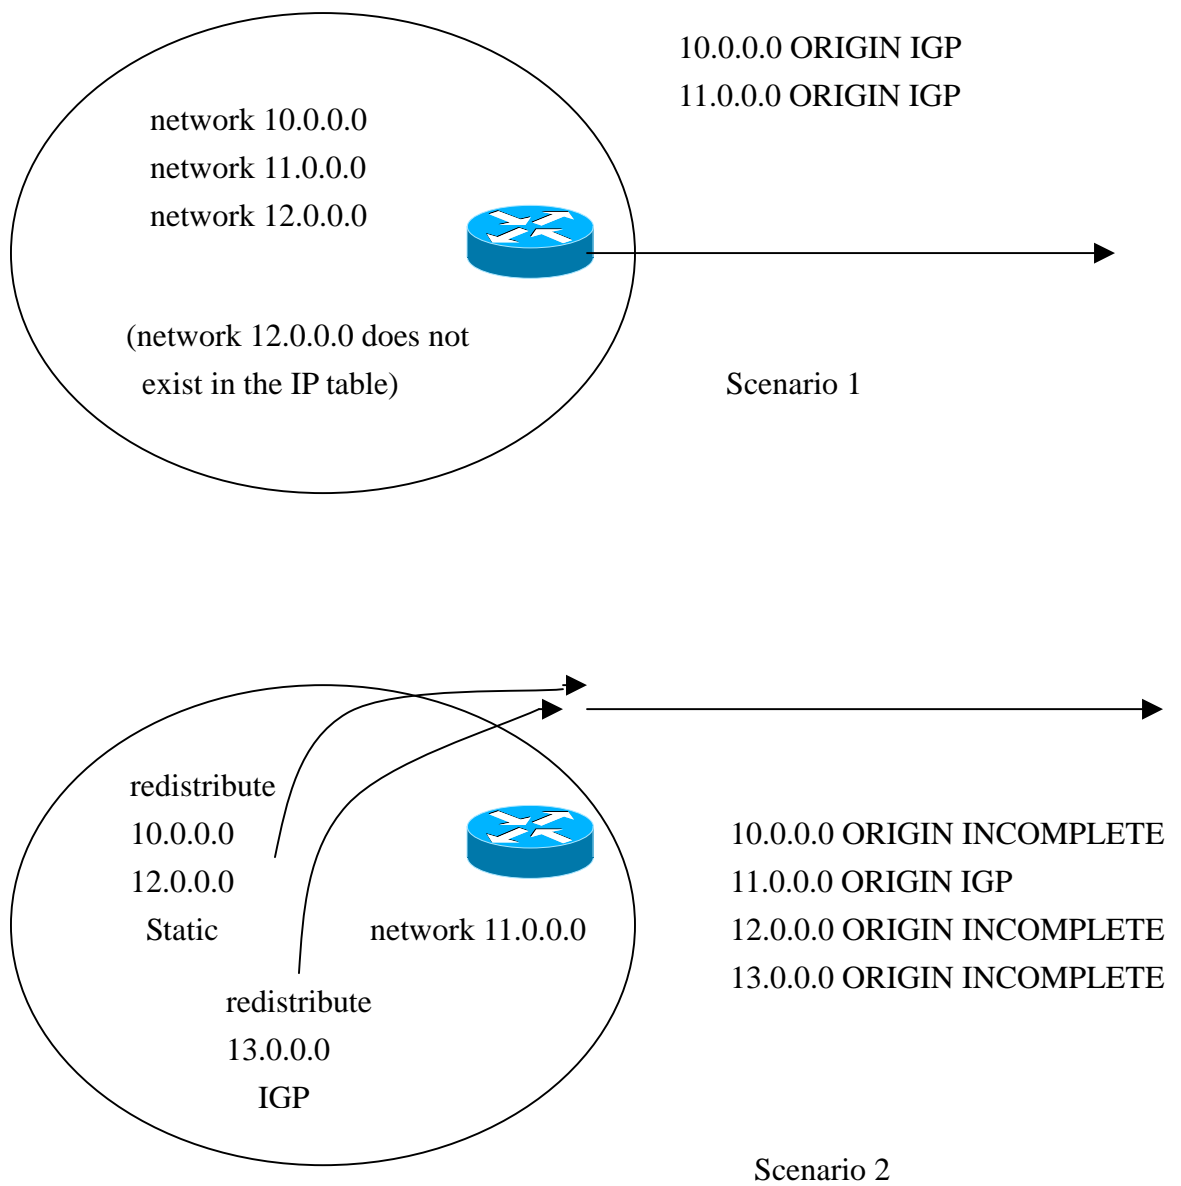 10.0.0.0 ORIGIN IGP
11.0.0.0 ORIGIN IGP
network 10.0.0.0
network 11.0.0.0
network 12.0.0.0
(network 12.0.0.0 does not
exist in the IP table)
Scenario 1
redistribute
10.0.0.0
12.0.0.0
Static
network 11.0.0.0
redistribute
13.0.0.0
IGP
10.0.0.0 ORIGIN INCOMPLETE
11.0.0.0 ORIGIN IGP
12.0.0.0 ORIGIN INCOMPLETE
13.0.0.0 ORIGIN INCOMPLETE
Scenario 2